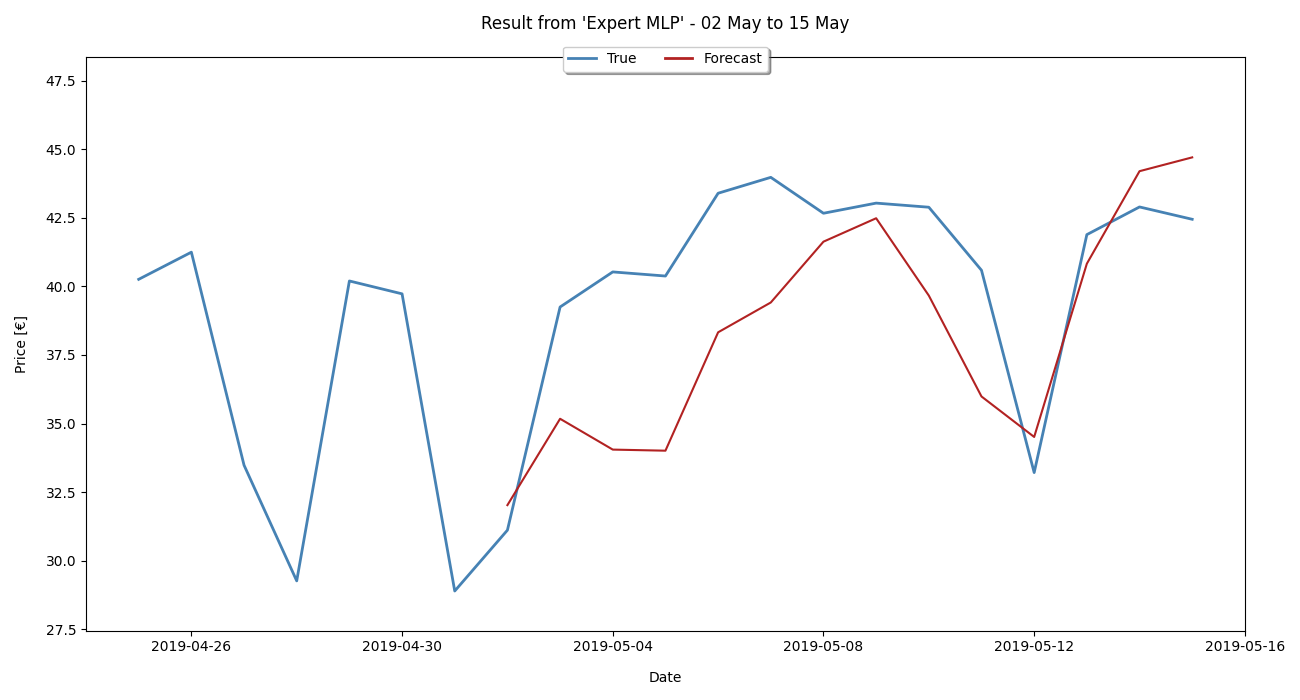 Result from 'Expert MLP' - 02 May to 15 May
True Forecast
47.5
45.0
42.5
40.0
37.5
35.0
32.5
30.0
27.5
Price [€]
2019-04-26 2019-04-30 2019-05-04 2019-05-08 2019-05-12 2019-05-16
Date